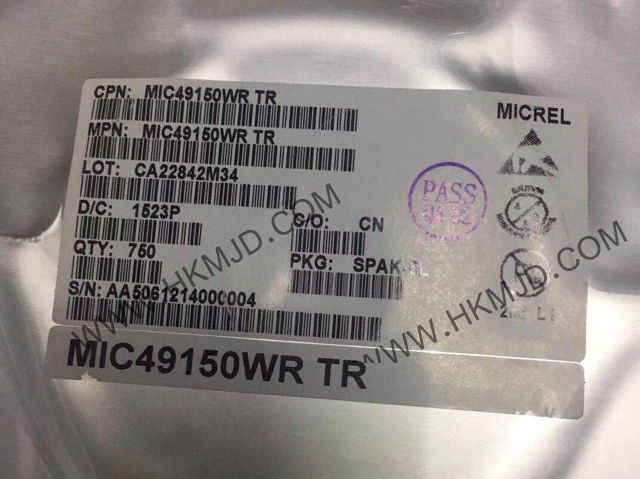 CPN: MIC49150WR TR
MICREL
MPN: MIC49150WR TR
LOT: CA22842M34
PASS
D/C: 1523P
C/O: CN
QTY: 750
PKG: SPAK-5L
S/N: AA5061214000004
MIC49150WR TR
WWW.HKMJD.COM
WWW.HKMJD.COM